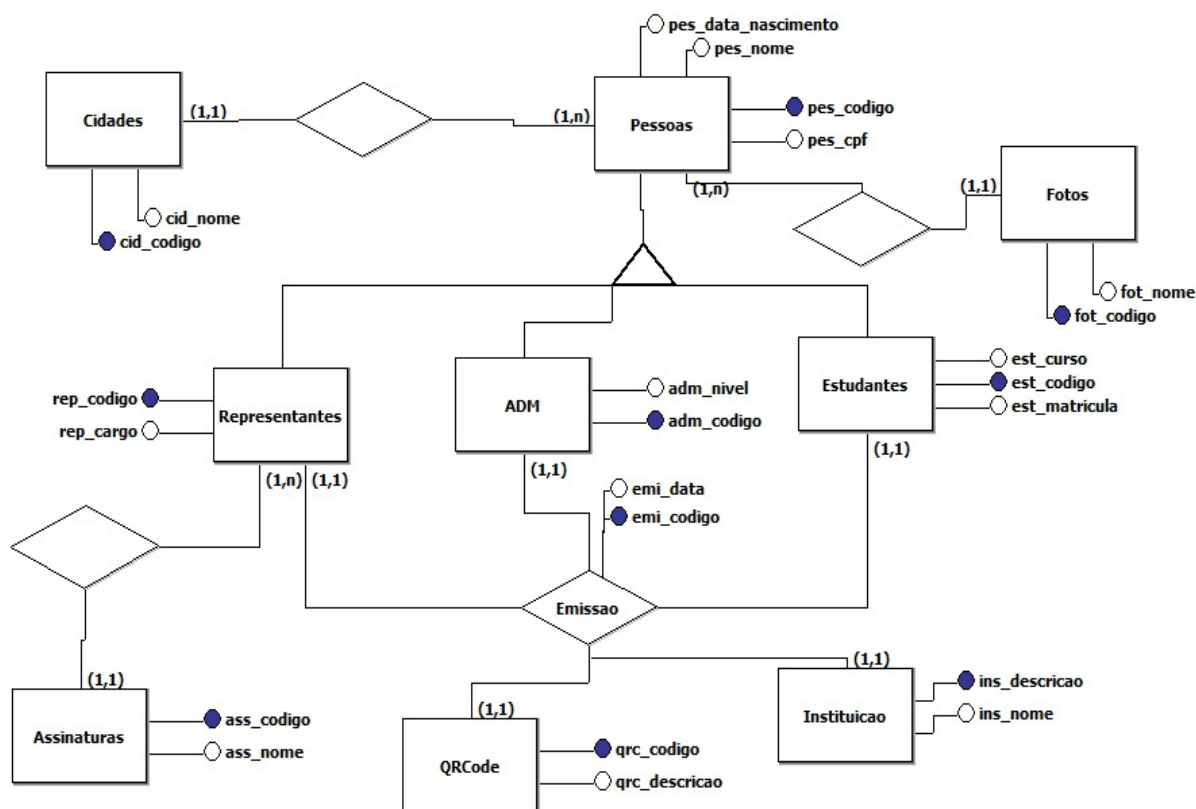 pes_data_nascimento
pes_nome
Cidades
(1,1)
(1,n)
Pessoas
pes_codigo
pes_cpf
cid_nome
cid_codigo
(1,n)
(1,1)
Fotos
fot_nome
fot_codigo
rep_codigo
rep_cargo
Representantes
ADM
adm_nivel
adm_codigo
Estudantes
est_curso
est_codigo
est_matricula
(1,n)
(1,1)
(1,1)
(1,1)
emi_data
emi_codigo
Emissao
(1,1)
Assinaturas
ass_codigo
ass_nome
(1,1)
QRCode
qrc_codigo
qrc_descricao
(1,1)
Instituicao
ins_descricao
ins_nome